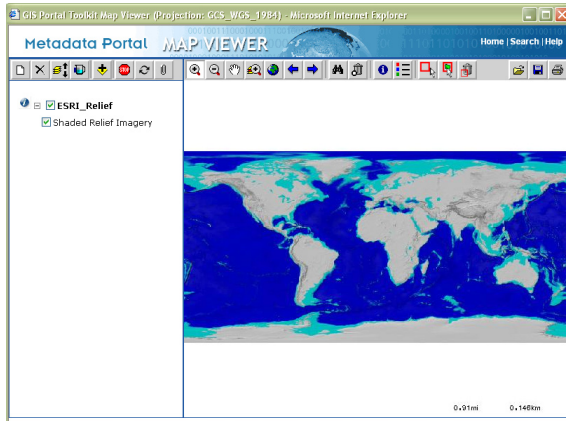 GIS Portal Toolkit Map Viewer (Projection: GCS_WGS_1984) - Microsoft Internet Explorer
Metadata Portal MAP VIEWER
Home | Search | Help
STOP
ESRI_Relief
Shaded Relief Imagery
0.91mi 0.146km